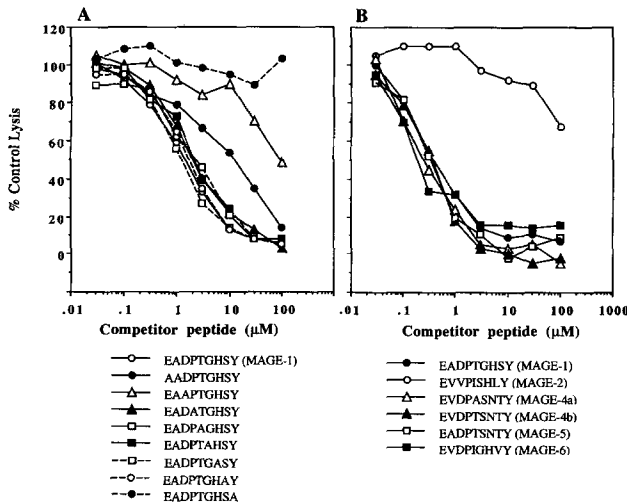 A
B
% Control Lysis
120
100
80
60
40
20
0
.01 .1 1 10 100
.01 .1 1 10 100 1000
Competitor peptide (μM)
Competitor peptide (μM)
EADPTGHSY (MAGE-1)
AADPTGHSY
EAAPTGHSY
EADATGHSY
EADPAGHSY
EADPTAHSY
EADPTGASY
EADPTGHAY
EADPTGHSA
EADPTGHSY (MAGE-1)
EVVPISHLY (MAGE-2)
EVDPASNTY (MAGE-4a)
EVDPTSNTY (MAGE-4b)
EADPTSNTY (MAGE-5)
EVDPIGHVY (MAGE-6)